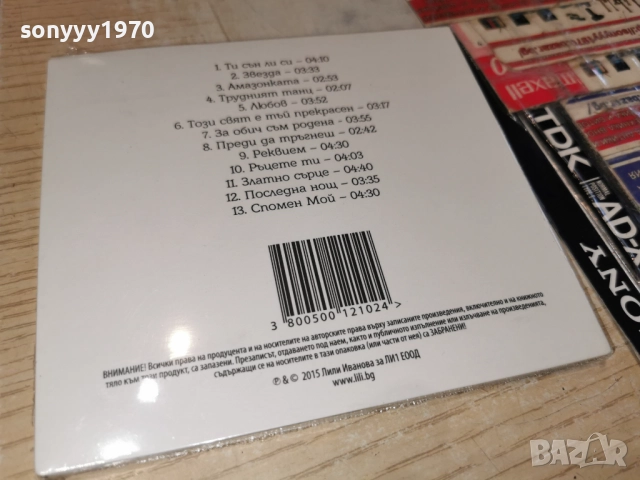 sonyyy1970
1. Ти сън ли си – 04:10
2. Звезда – 03:33
3. Амазонката – 02:53
4. Трудният танц – 02:07
5. Любов – 03:52
6. Този свят е тъй прекрасен – 03:17
7. За обич съм родена – 03:55
8. Преди да тръгнеш – 02:42
9. Реквием – 04:30
10. Ръцете ти – 04:03
11. Златно сърце – 04:40
12. Последна нощ – 03:35
13. Спомен Мой – 04:30
3 800500 121024 >
ВНИМАНИЕ! Всички права на продуцента и на носителите на авторските права върху записаните произведения, включително и на книжното
тяло към този продукт, са запазени. Презаписът, отдаването под наем, както и публичното изпълнение или излъчване на произведенията,
съдържащи се на носителите в тази опаковка (или части от нея) са ЗАБРАНЕНИ!
℗ & © 2015 Лили Иванова за ЛИ1 ЕООД
www.lili.bg
maxell
TDK
AD-X
SONY
BAZAR